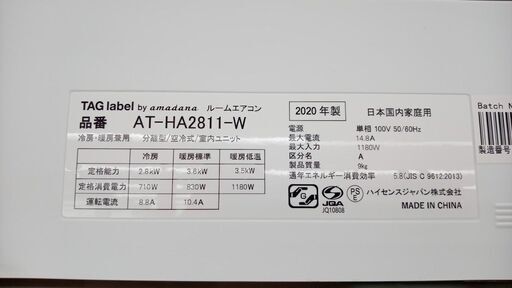 TAG label by amadana ルームエアコン
品番 AT-HA2811-W
冷房・暖房兼用 分離型/空冷式/室内ユニット
冷房 暖房標準 暖房低温
定格能力 2.8kW 3.6kW 3.5kW
定格消費電力 710W 830W 1180W
運転電流 8.8A 10.4A
2020年製 日本国内家庭用
電源 単相 100V 50/60Hz
最大電流 14.8A
最大入力 1180W
区分名 A
製品質量 9kg
通年エネルギー消費効率 5.8(JIS C 9612:2013)
G
JQA
JQ10808
PS
E
ハイセンスジャパン株式会社
MADE IN CHINA
Batch N
製造番号